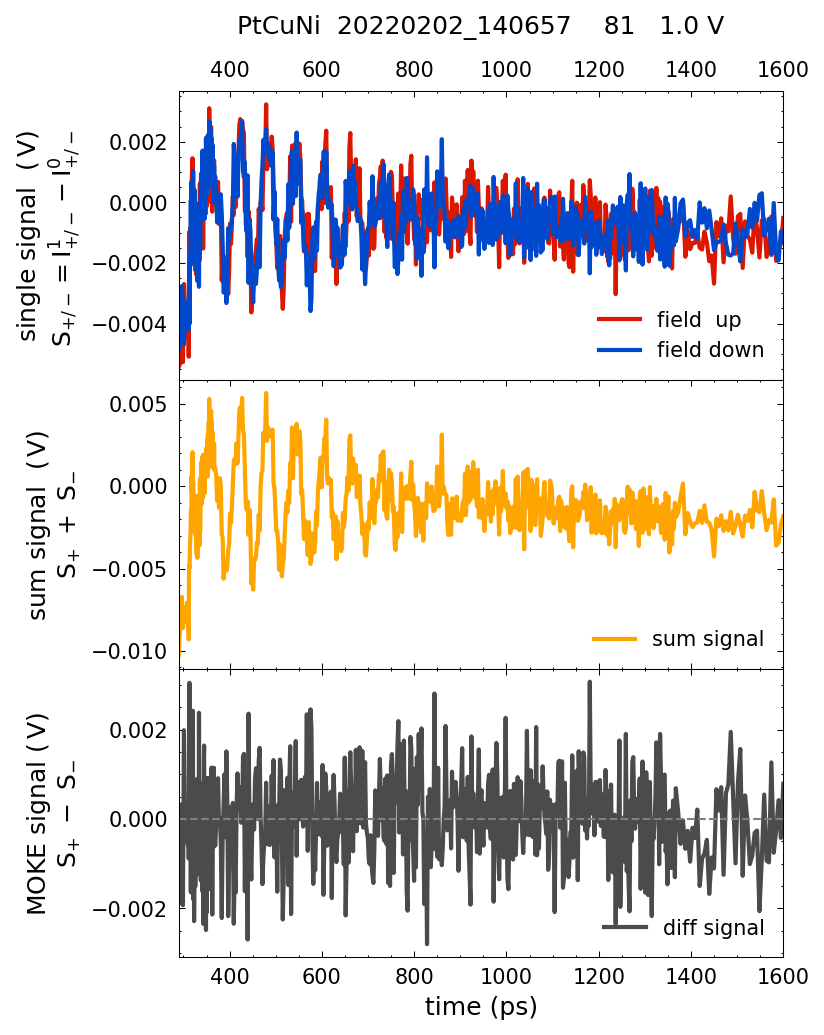 PtCuNi  20220202_140657    81   1.0 V
400 600 800 1000 1200 1400 1600
single signal  ( V)
S+/− = I¹+/− − I⁰+/−
0.002
0.000
−0.002
−0.004
field  up
field down
sum signal  ( V)
S+ + S−
0.005
0.000
−0.005
−0.010
sum signal
MOKE signal ( V)
S+ − S−
0.002
0.000
−0.002
diff signal
400 600 800 1000 1200 1400 1600
time (ps)